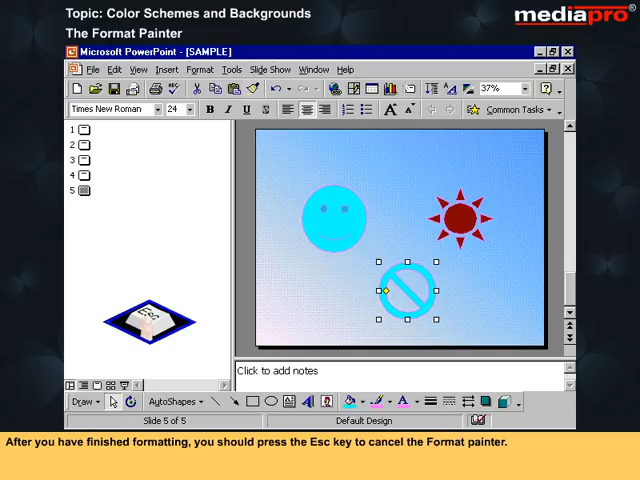 Topic: Color Schemes and Backgrounds
mediapro
The Format Painter
Microsoft PowerPoint - [SAMPLE]
File Edit View Insert Format Tools Slide Show Window Help
37%
Times New Roman 24 B I U S A A Common Tasks
1
2
3
4
5
Esc
Click to add notes
Draw AutoShapes A A
Slide 5 of 5 Default Design
After you have finished formatting, you should press the Esc key to cancel the Format painter.